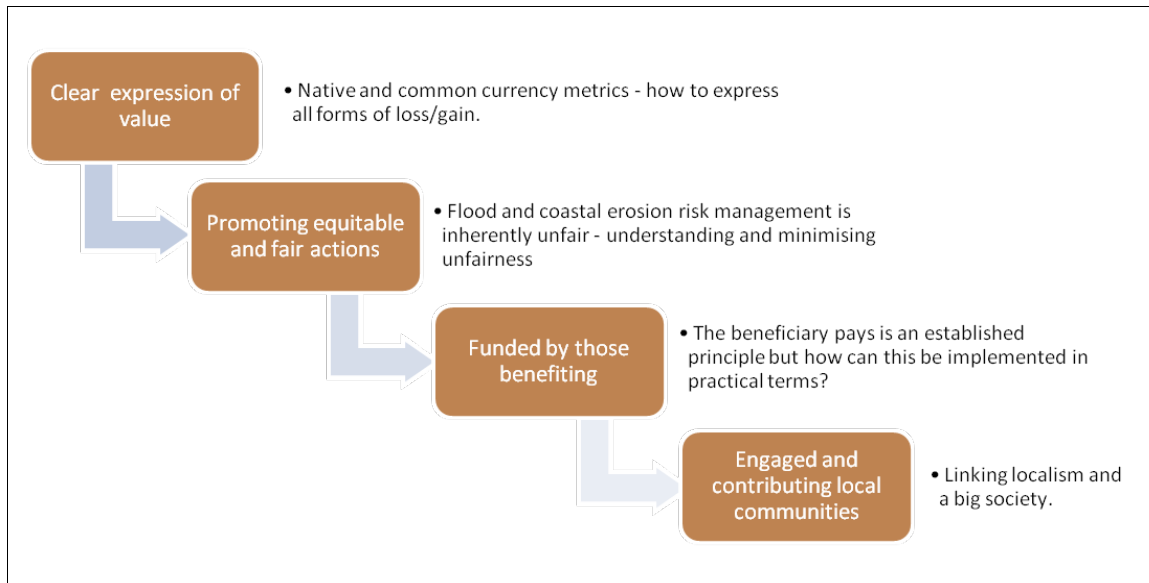 Clear expression of
value
• Native and common currency metrics - how to express
all forms of loss/gain.
Promoting equitable
and fair actions
• Flood and coastal erosion risk management is
inherently unfair - understanding and minimising
unfairness
Funded by those
benefiting
• The beneficiary pays is an established
principle but how can this be implemented in
practical terms?
Engaged and
contributing local
communities
• Linking localism and
a big society.